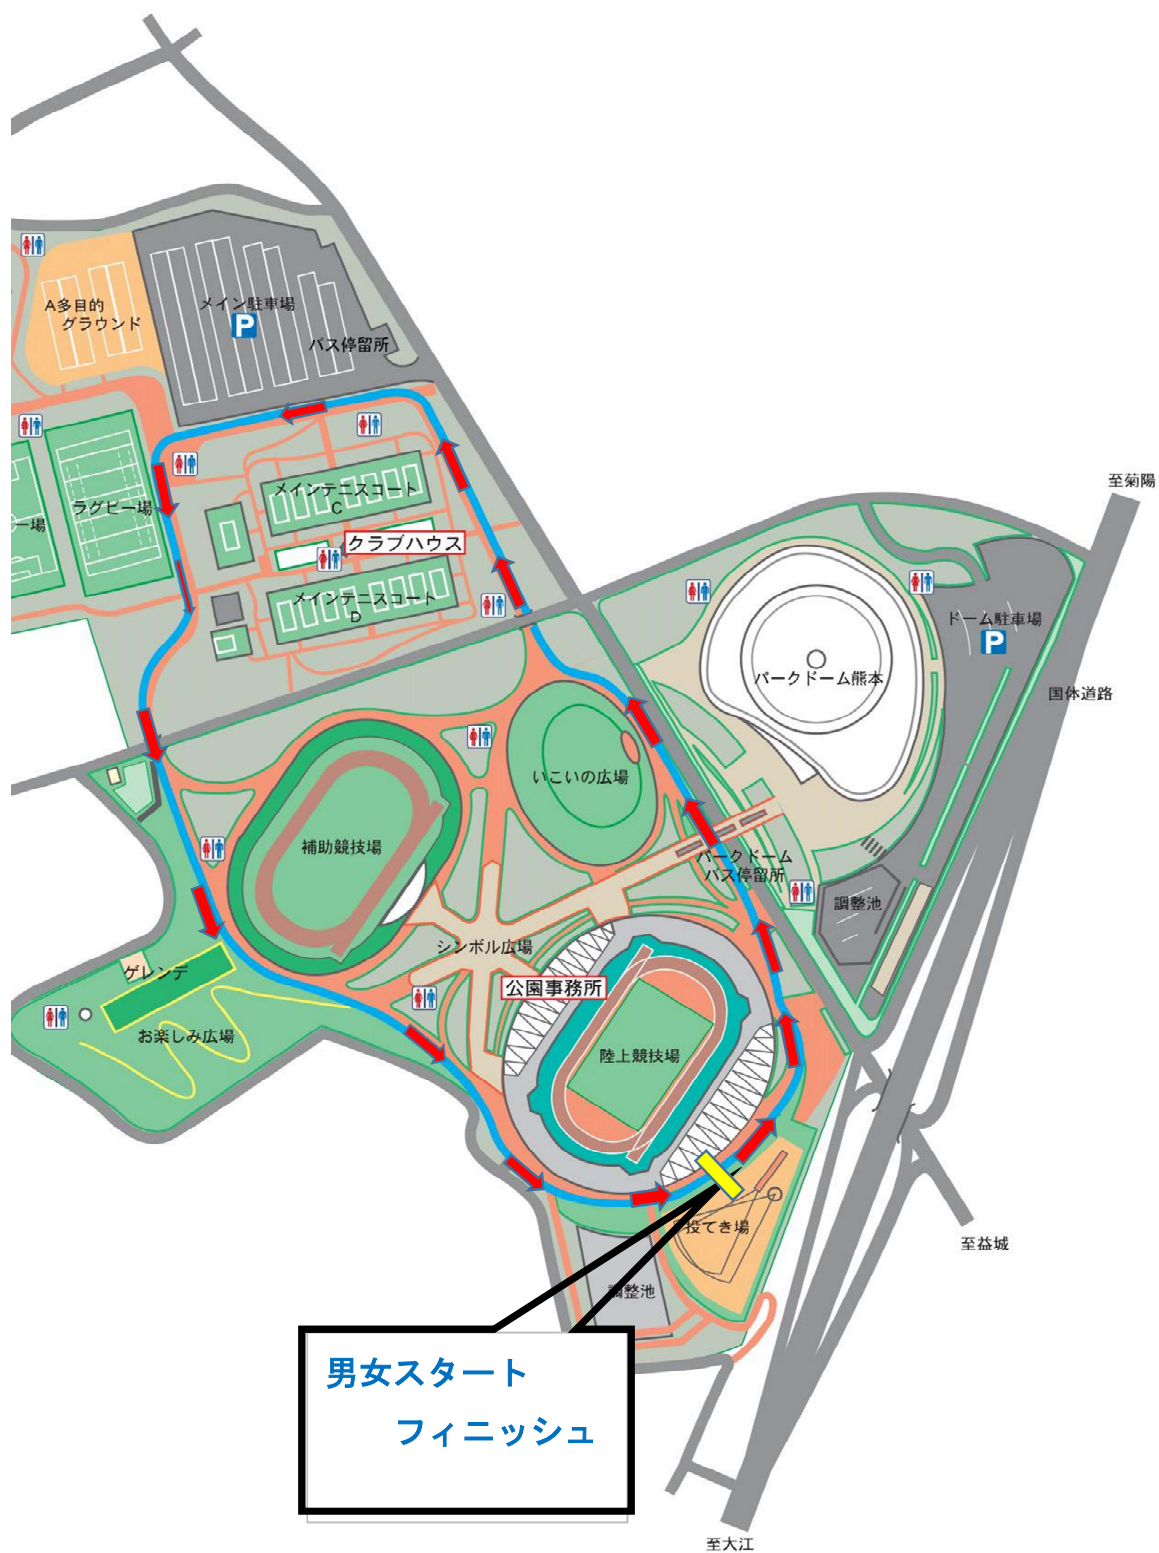 A多目的
グラウンド
メイン駐車場
P
バス停留所
ラグビー場
ー場
メインテニスコート
C
クラブハウス
メインテニスコート
D
至菊陽
ドーム駐車場
P
パークドーム熊本
国体道路
いこいの広場
補助競技場
パークドーム
バス停留所
調整池
シンボル広場
ゲレンデ
公園事務所
お楽しみ広場
陸上競技場
投てき場
至益城
調整池
男女スタート
フィニッシュ
至大江